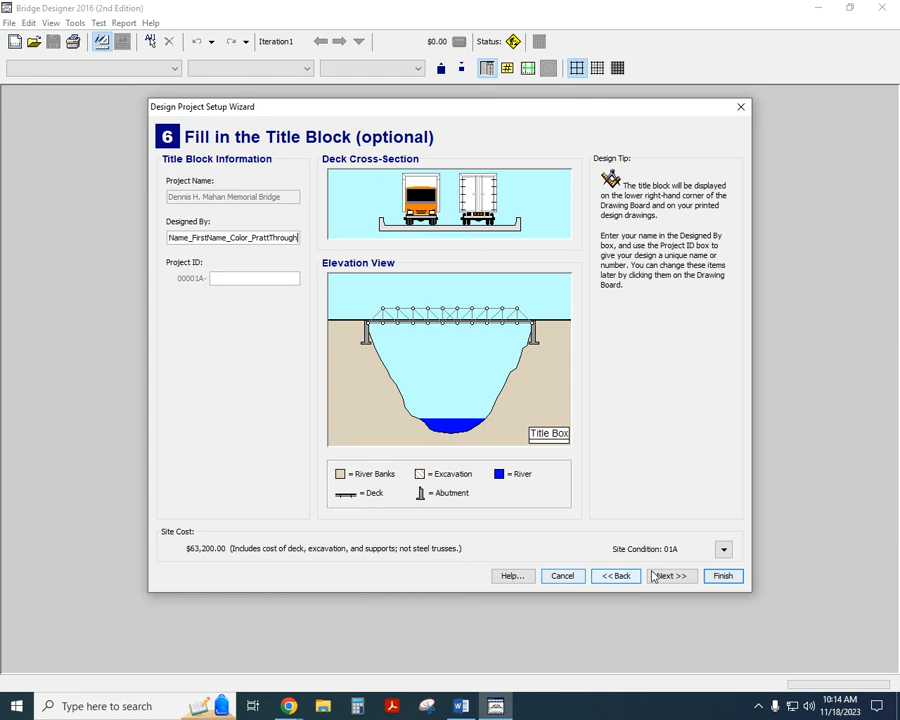 Bridge Designer 2016 (2nd Edition)
File Edit View Tools Test Report Help
Iteration1 $0.00 Status:
Design Project Setup Wizard
6 Fill in the Title Block (optional)
Title Block Information
Project Name:
Dennis H. Mahan Memorial Bridge
Designed By:
Name_FirstName_Color_PrattThrough
Project ID:
00001A-
Deck Cross-Section
Elevation View
Title Box
= River Banks = Excavation = River
= Deck = Abutment
Design Tip:
The title block will be displayed
on the lower right-hand corner of the
Drawing Board and on your printed
design drawings.
Enter your name in the Designed By
box, and use the Project ID box to
give your design a unique name or
number. You can change these items
later by clicking them on the Drawing
Board.
Site Cost:
$63,200.00 (Includes cost of deck, excavation, and supports; not steel trusses.) Site Condition: 01A
Help... Cancel << Back Next >> Finish
Type here to search
10:14 AM
11/18/2023